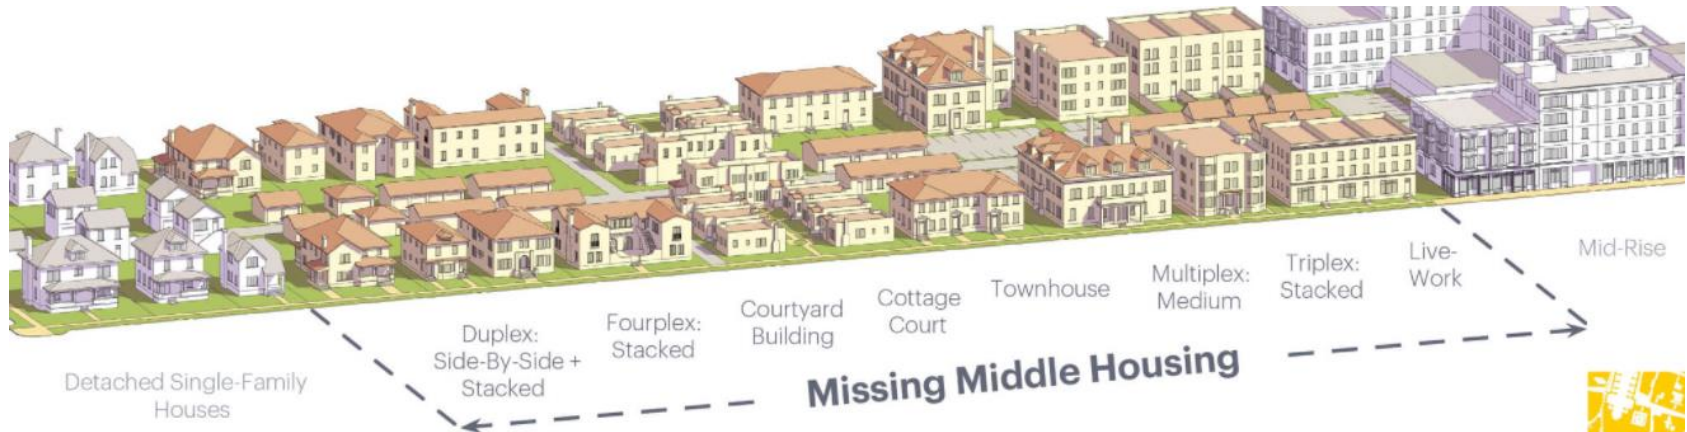 Detached Single-Family
Houses
Duplex:
Side-By-Side +
Stacked
Fourplex:
Stacked
Courtyard
Building
Cottage
Court
Townhouse
Multiplex:
Medium
Triplex:
Stacked
Live-
Work
Mid-Rise
Missing Middle Housing